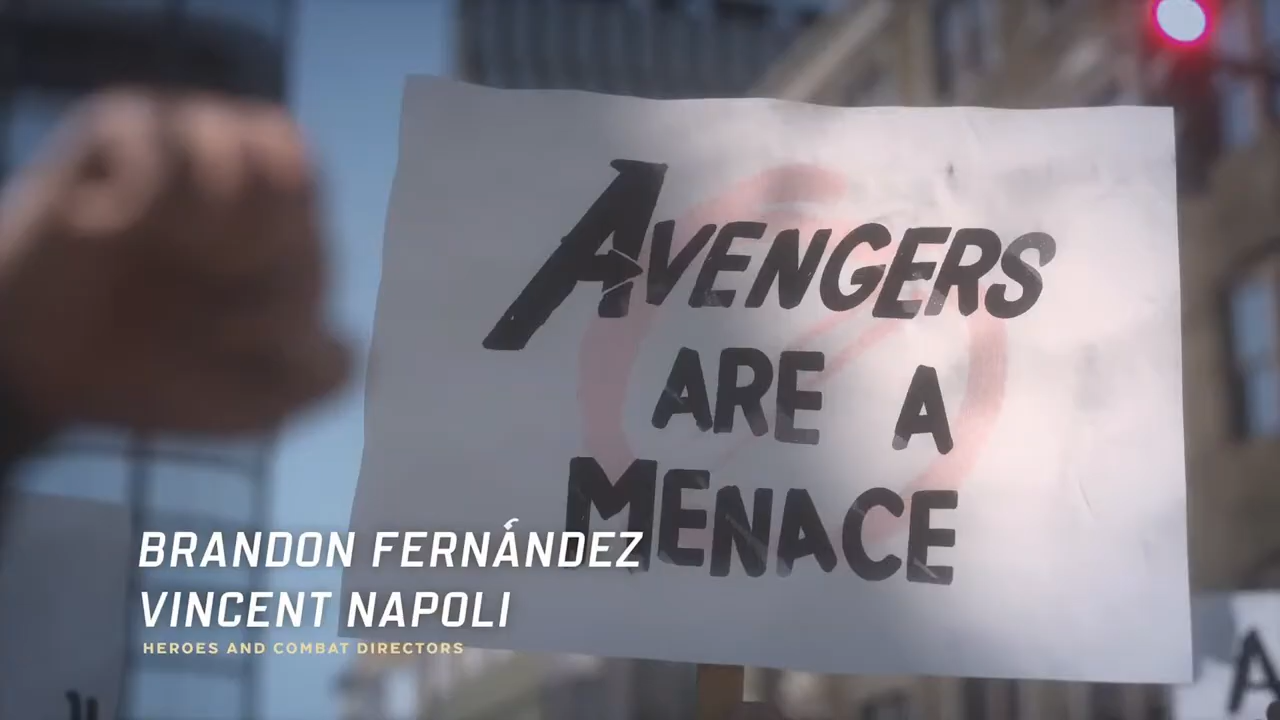 AVENGERS
ARE A
MENACE
BRANDON FERNÁNDEZ
VINCENT NAPOLI
HEROES AND COMBAT DIRECTORS
A